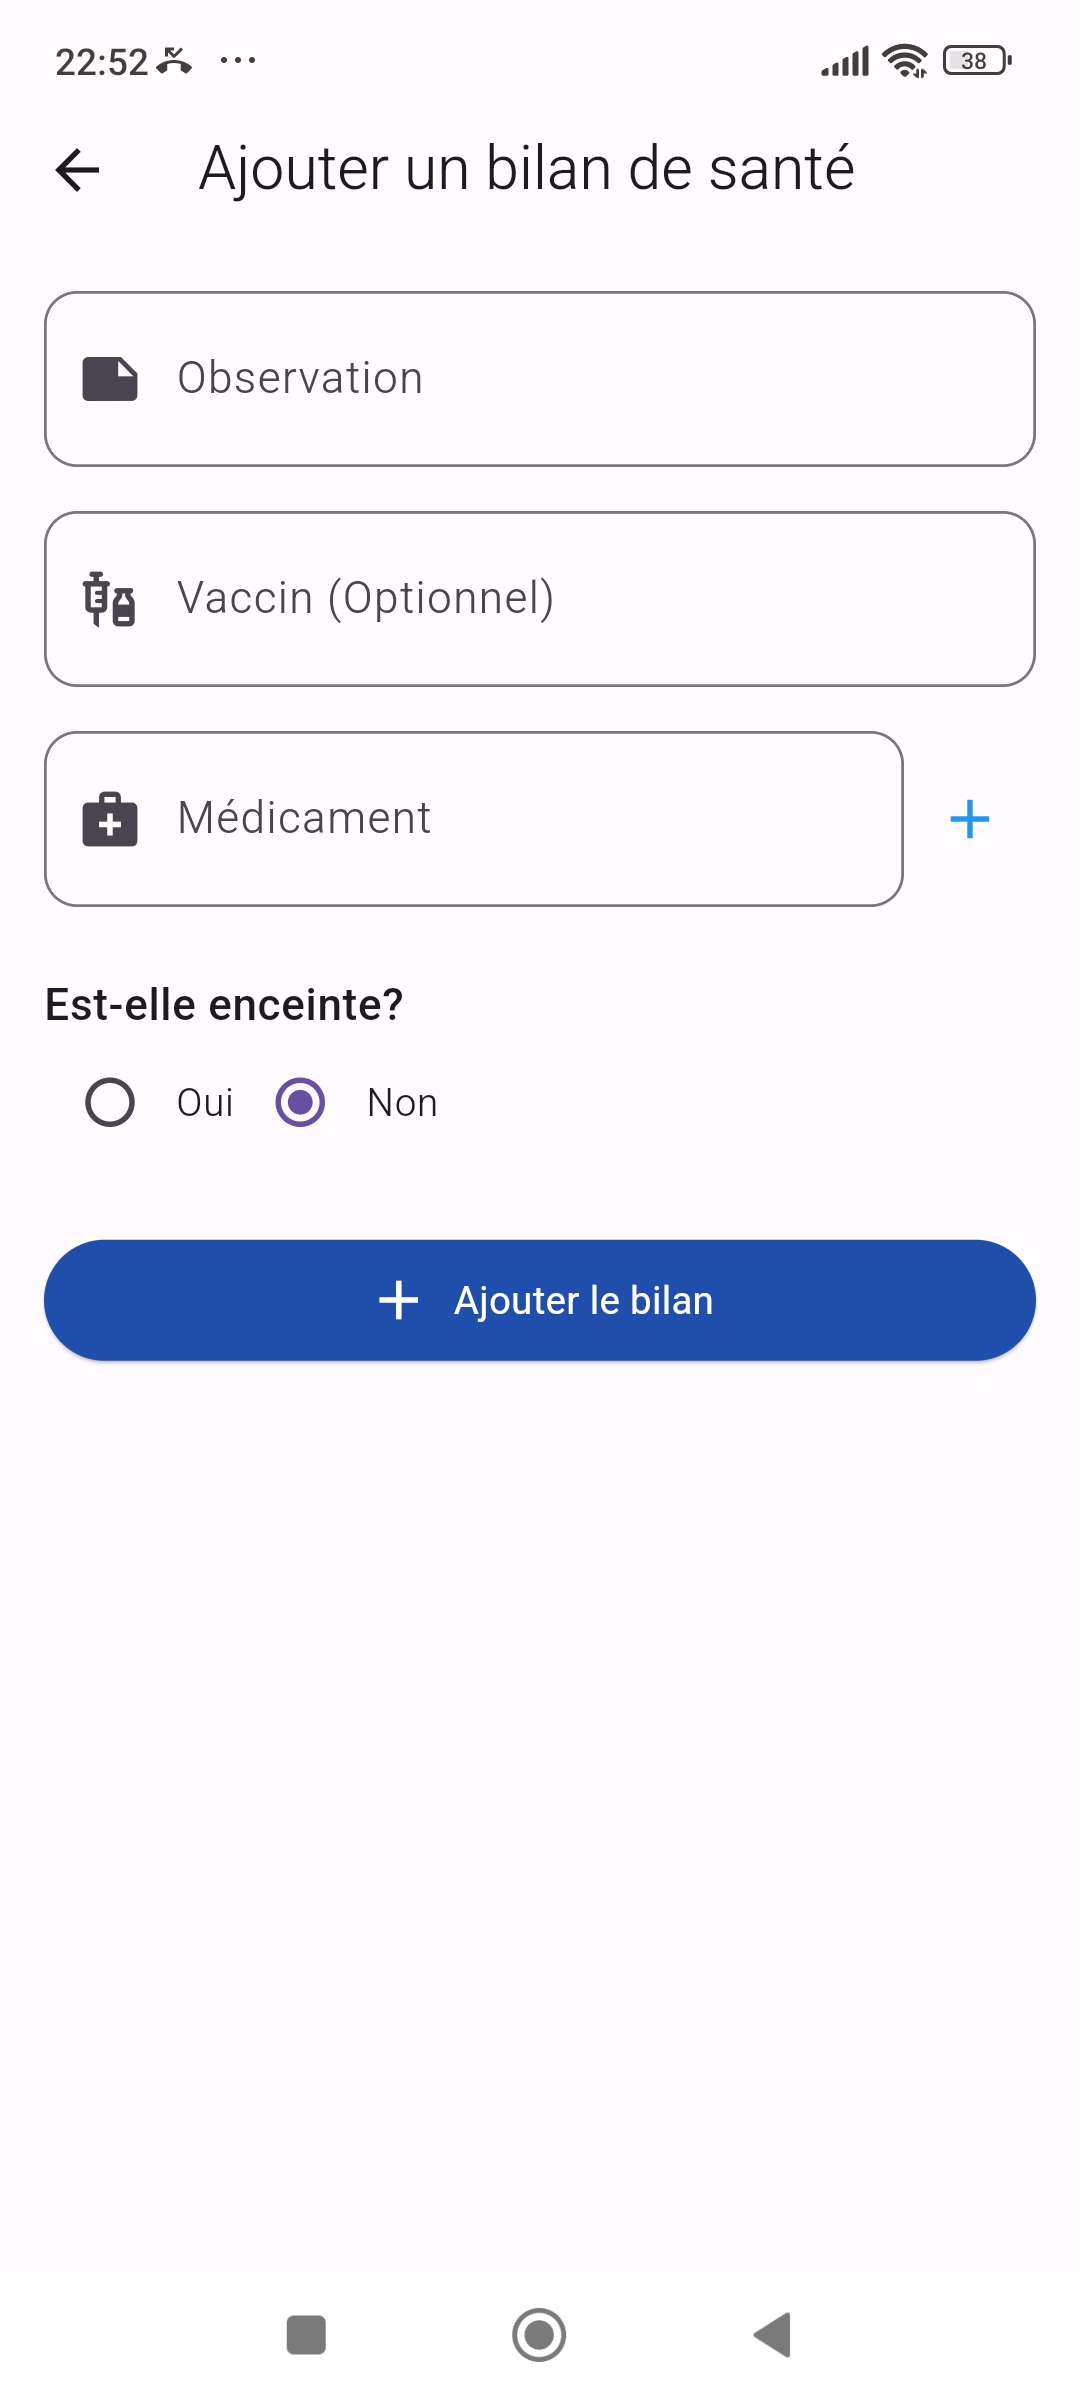 22:52
38
Ajouter un bilan de santé
Observation
Vaccin (Optionnel)
Médicament
Est-elle enceinte?
Oui Non
Ajouter le bilan